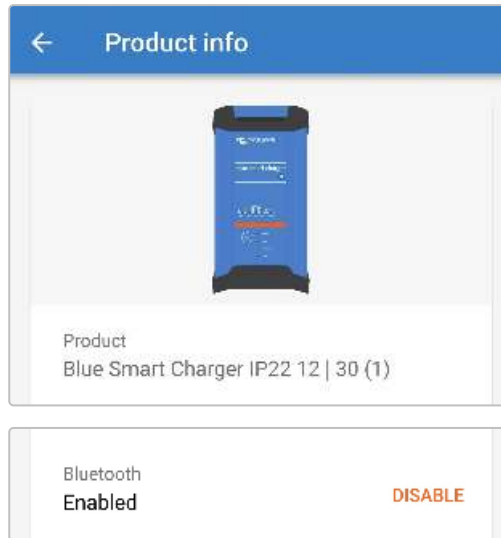 Product info
Product
Blue Smart Charger IP22 12 | 30 (1)
Bluetooth
Enabled
DISABLE